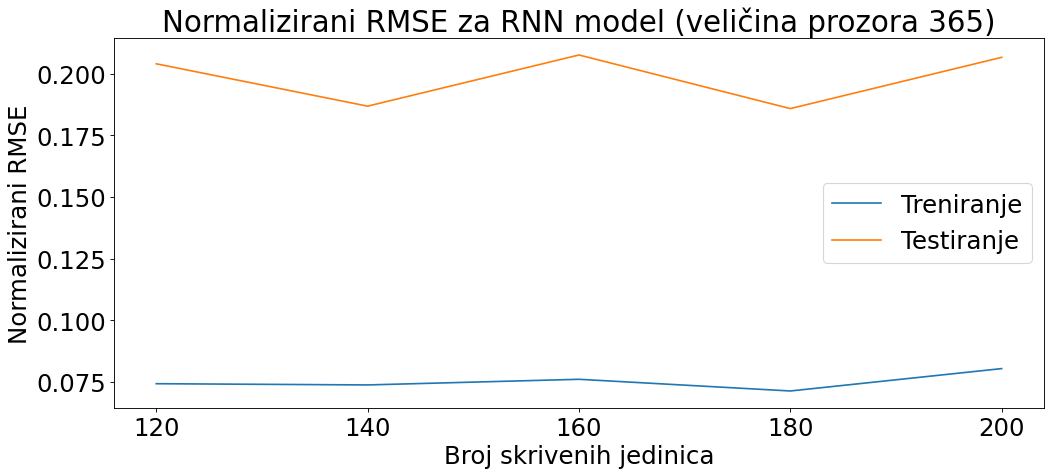 Normalizirani RMSE za RNN model (veličina prozora 365)
Normalizirani RMSE
0.200
0.175
0.150
0.125
0.100
0.075
Treniranje
Testiranje
120 140 160 180 200
Broj skrivenih jedinica